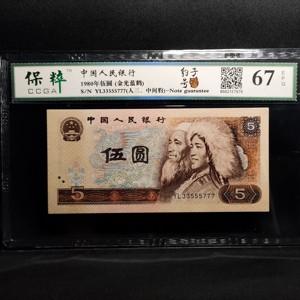 保粹
CCGA
中国人民银行
1980年伍圆 (金光蓝鹤)
S/N YL33555777(人三、中间豹)--Note guarantee
豹子号
67
中国人民银行
5
伍圆
5
5
YL33555777